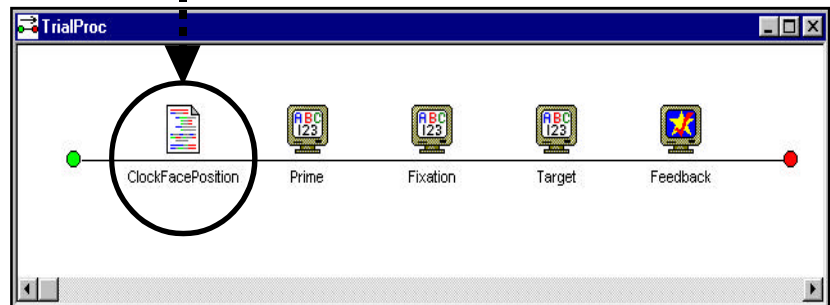 TrialProc
ABC ABC ABC
123 123 123
ClockFacePosition Prime Fixation Target Feedback